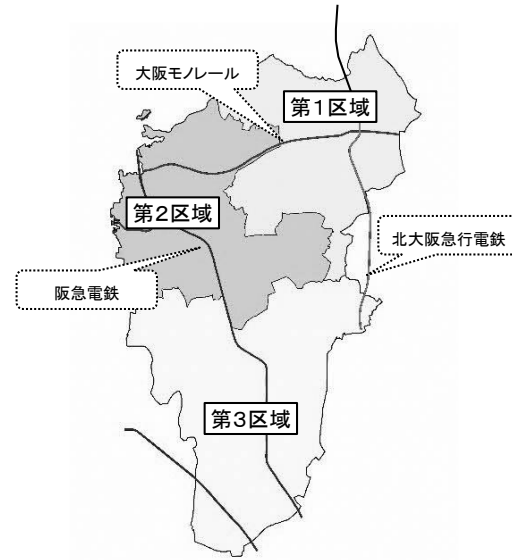 大阪モノレール
第1区域
第2区域
北大阪急行電鉄
阪急電鉄
第3区域